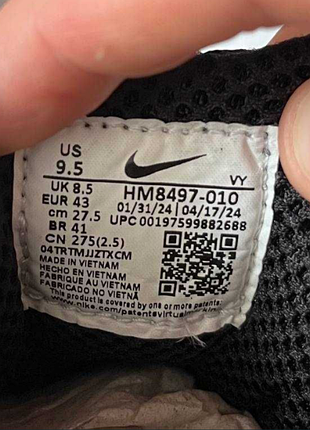 US
9.5
VY
UK 8.5
HM8497-010
EUR 43
01/31/24 | 04/17/24
cm 27.5
UPC 00197599882688
BR 41
CN 275(2.5)
04TRTMJJZTXCM
MADE IN VIETNAM
HECHO EN VIETNAM
FABRIQUÉ AU VIETNAM
FABRICADO NO VIETNÃ
This product is covered by one or more patents: